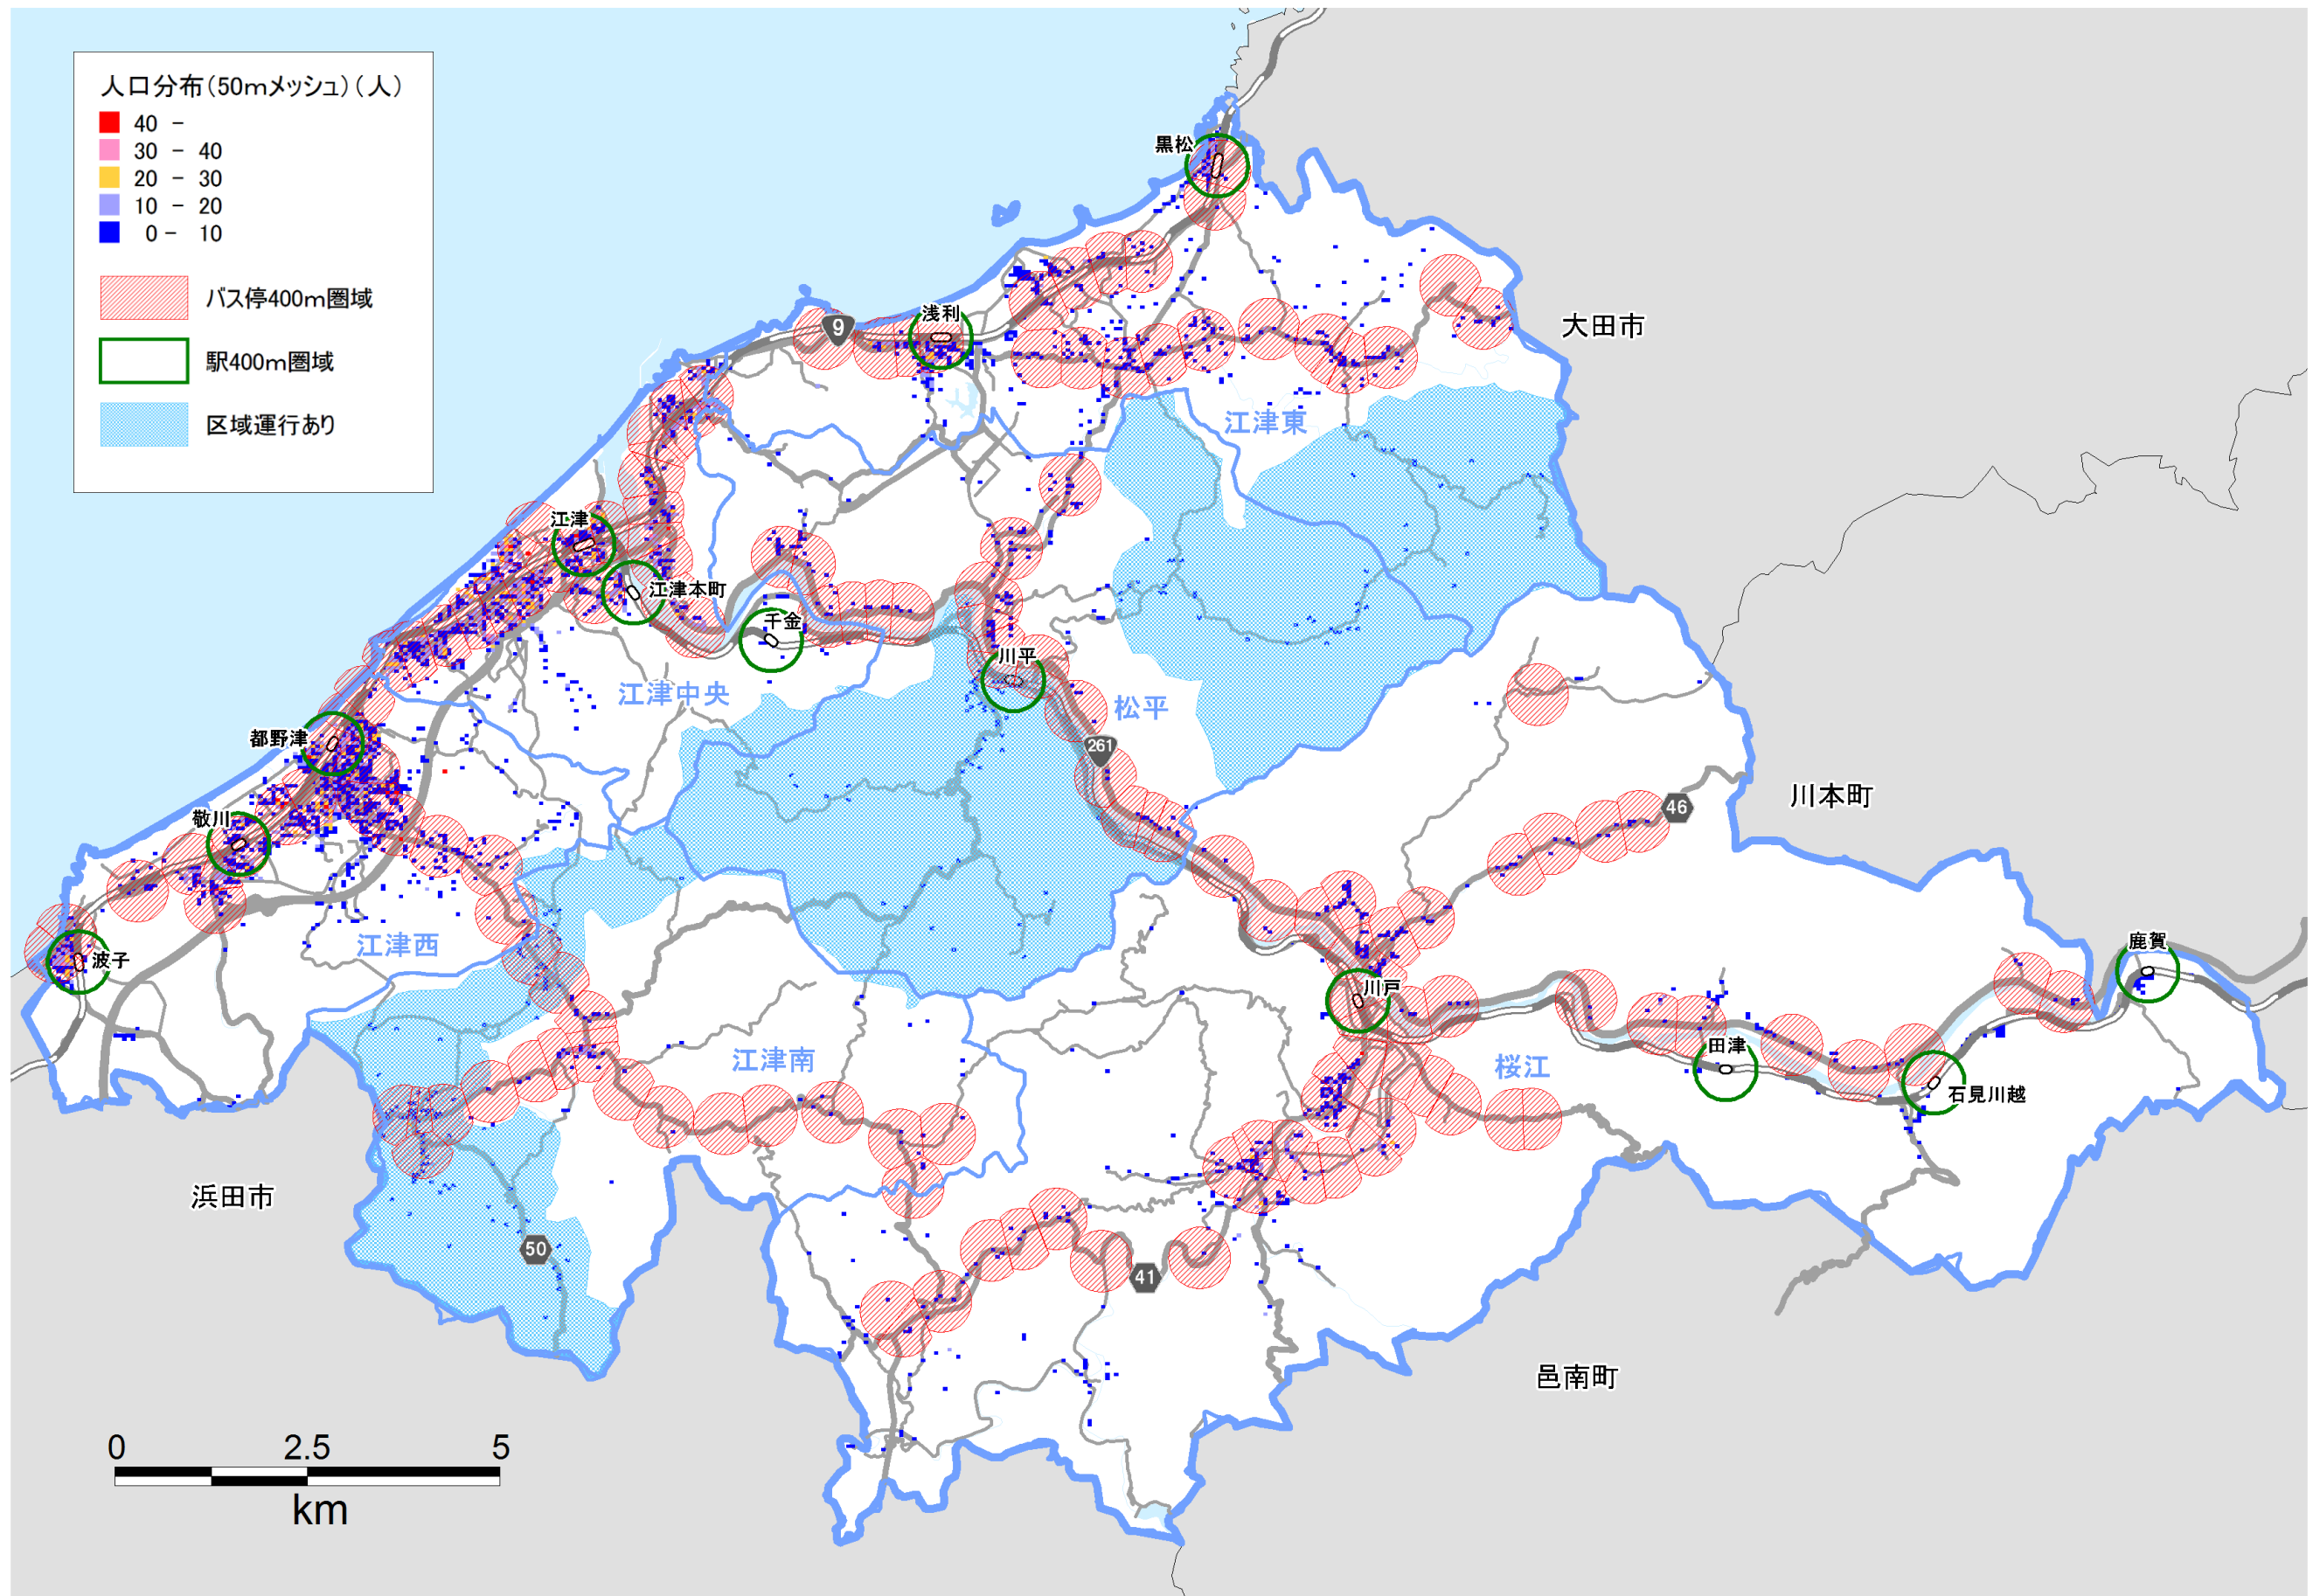 人口分布(50mメッシュ)(人)
40 -
30 - 40
20 - 30
10 - 20
0 - 10
バス停400m圏域
駅400m圏域
区域運行あり
黒松
浅利
9
大田市
江津東
江津
江津本町
千金
川平
江津中央
松平
都野津
261
川本町
46
敬川
江津西
波子
鹿賀
川戸
江津南
桜江
田津
石見川越
浜田市
50
41
邑南町
0 2.5 5
km